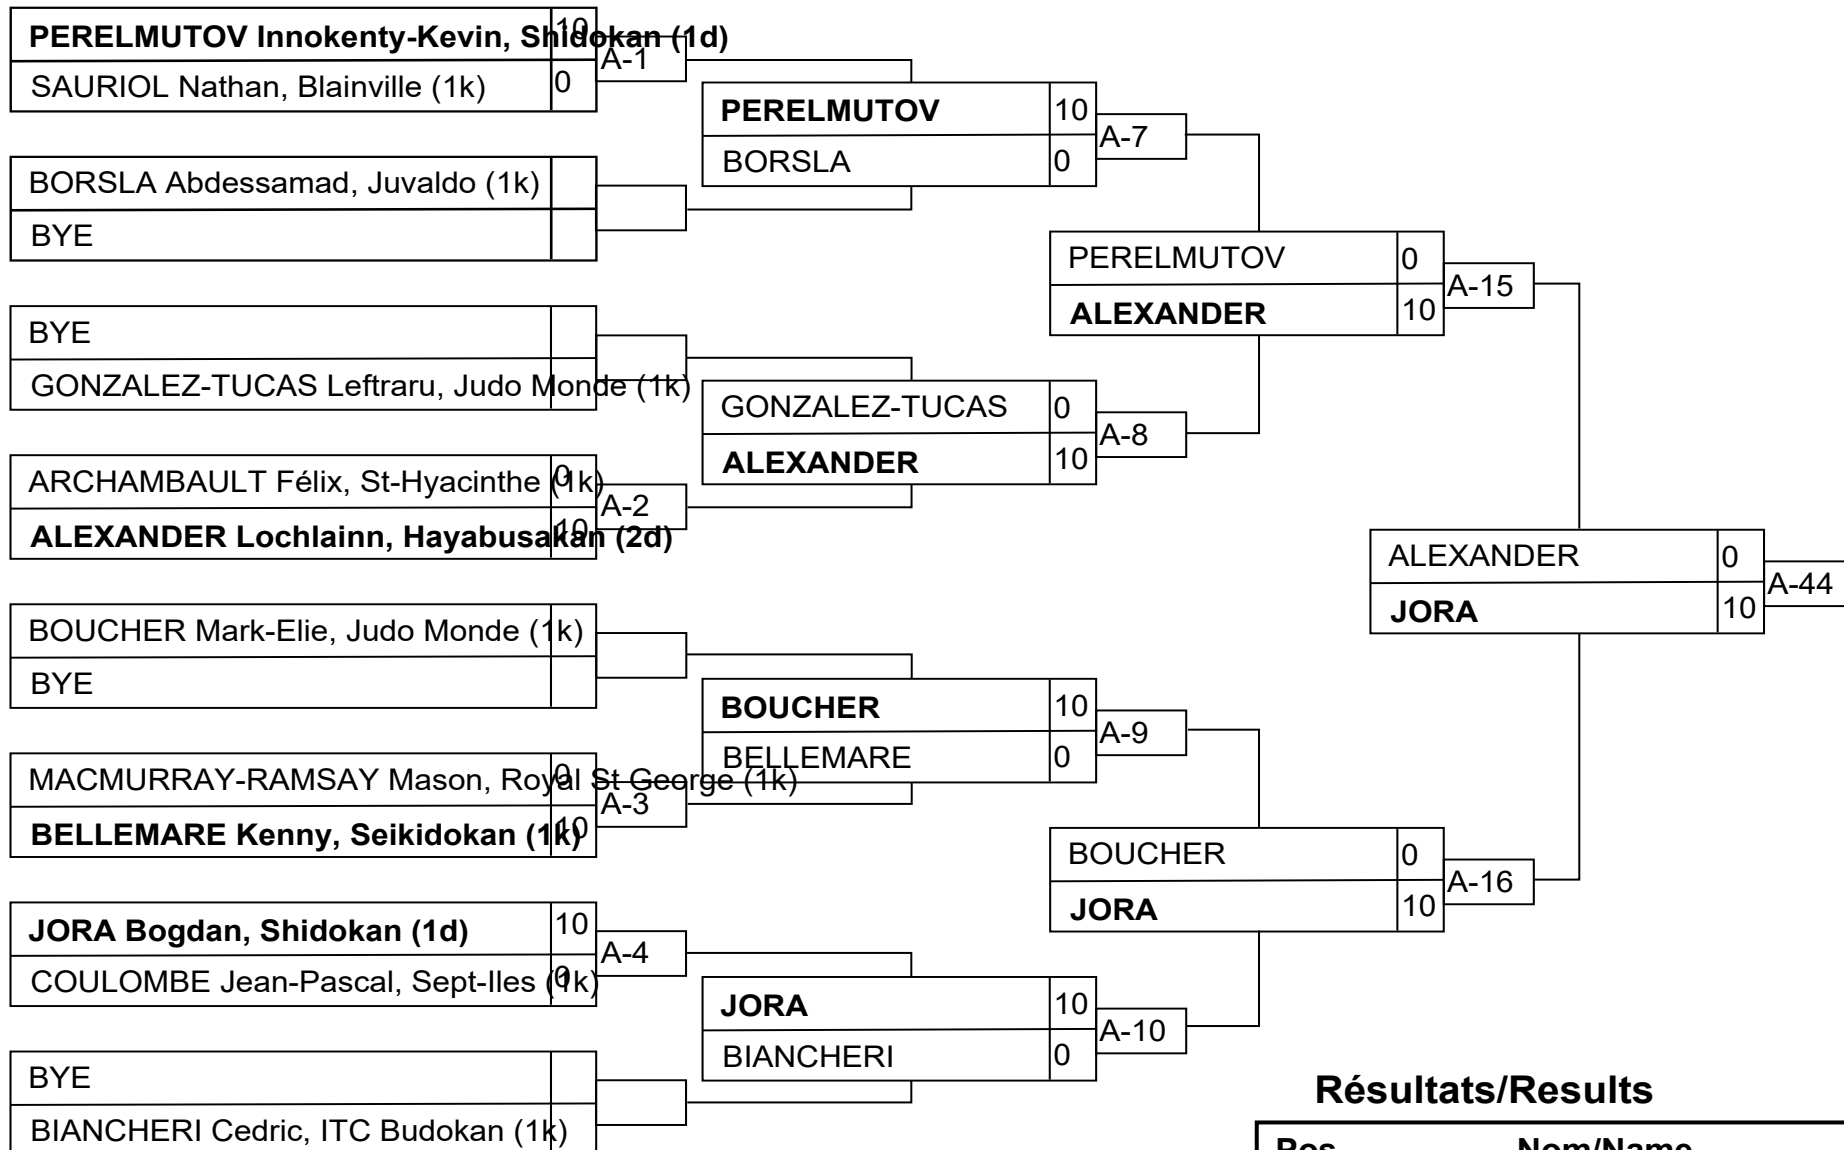 PERELMUTOV Innokenty-Kevin, Shidokan (1d) 10
SAURIOL Nathan, Blainville (1k) 0
A-1
BORSLA Abdessamad, Juvaldo (1k)
BYE
BYE
GONZALEZ-TUCAS Leftraru, Judo Monde (1k)
ARCHAMBAULT Félix, St-Hyacinthe (1k) 0
ALEXANDER Lochlainn, Hayabusakan (2d) 10
A-2
BOUCHER Mark-Elie, Judo Monde (1k)
BYE
MACMURRAY-RAMSAY Mason, Royal St George (1k) 0
BELLEMARE Kenny, Seikidokan (1k) 10
A-3
JORA Bogdan, Shidokan (1d) 10
COULOMBE Jean-Pascal, Sept-Iles (1k) 0
A-4
BYE
BIANCHERI Cedric, ITC Budokan (1k)
PERELMUTOV 10
BORSLA 0
A-7
GONZALEZ-TUCAS 0
ALEXANDER 10
A-8
BOUCHER 10
BELLEMARE 0
A-9
JORA 10
BIANCHERI 0
A-10
PERELMUTOV 0
ALEXANDER 10
A-15
BOUCHER 0
JORA 10
A-16
ALEXANDER 0
JORA 10
A-44
Résultats/Results
Pos Nom/Name